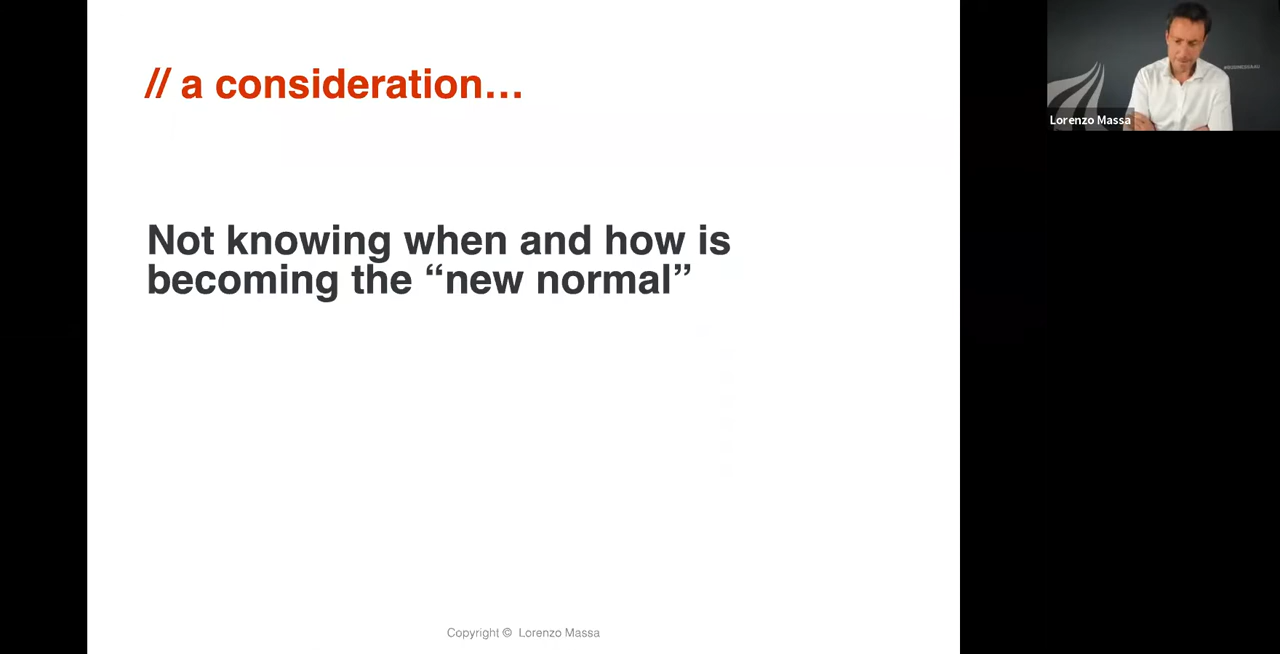 // a consideration…
Not knowing when and how is
becoming the “new normal”
Copyright © Lorenzo Massa
Lorenzo Massa